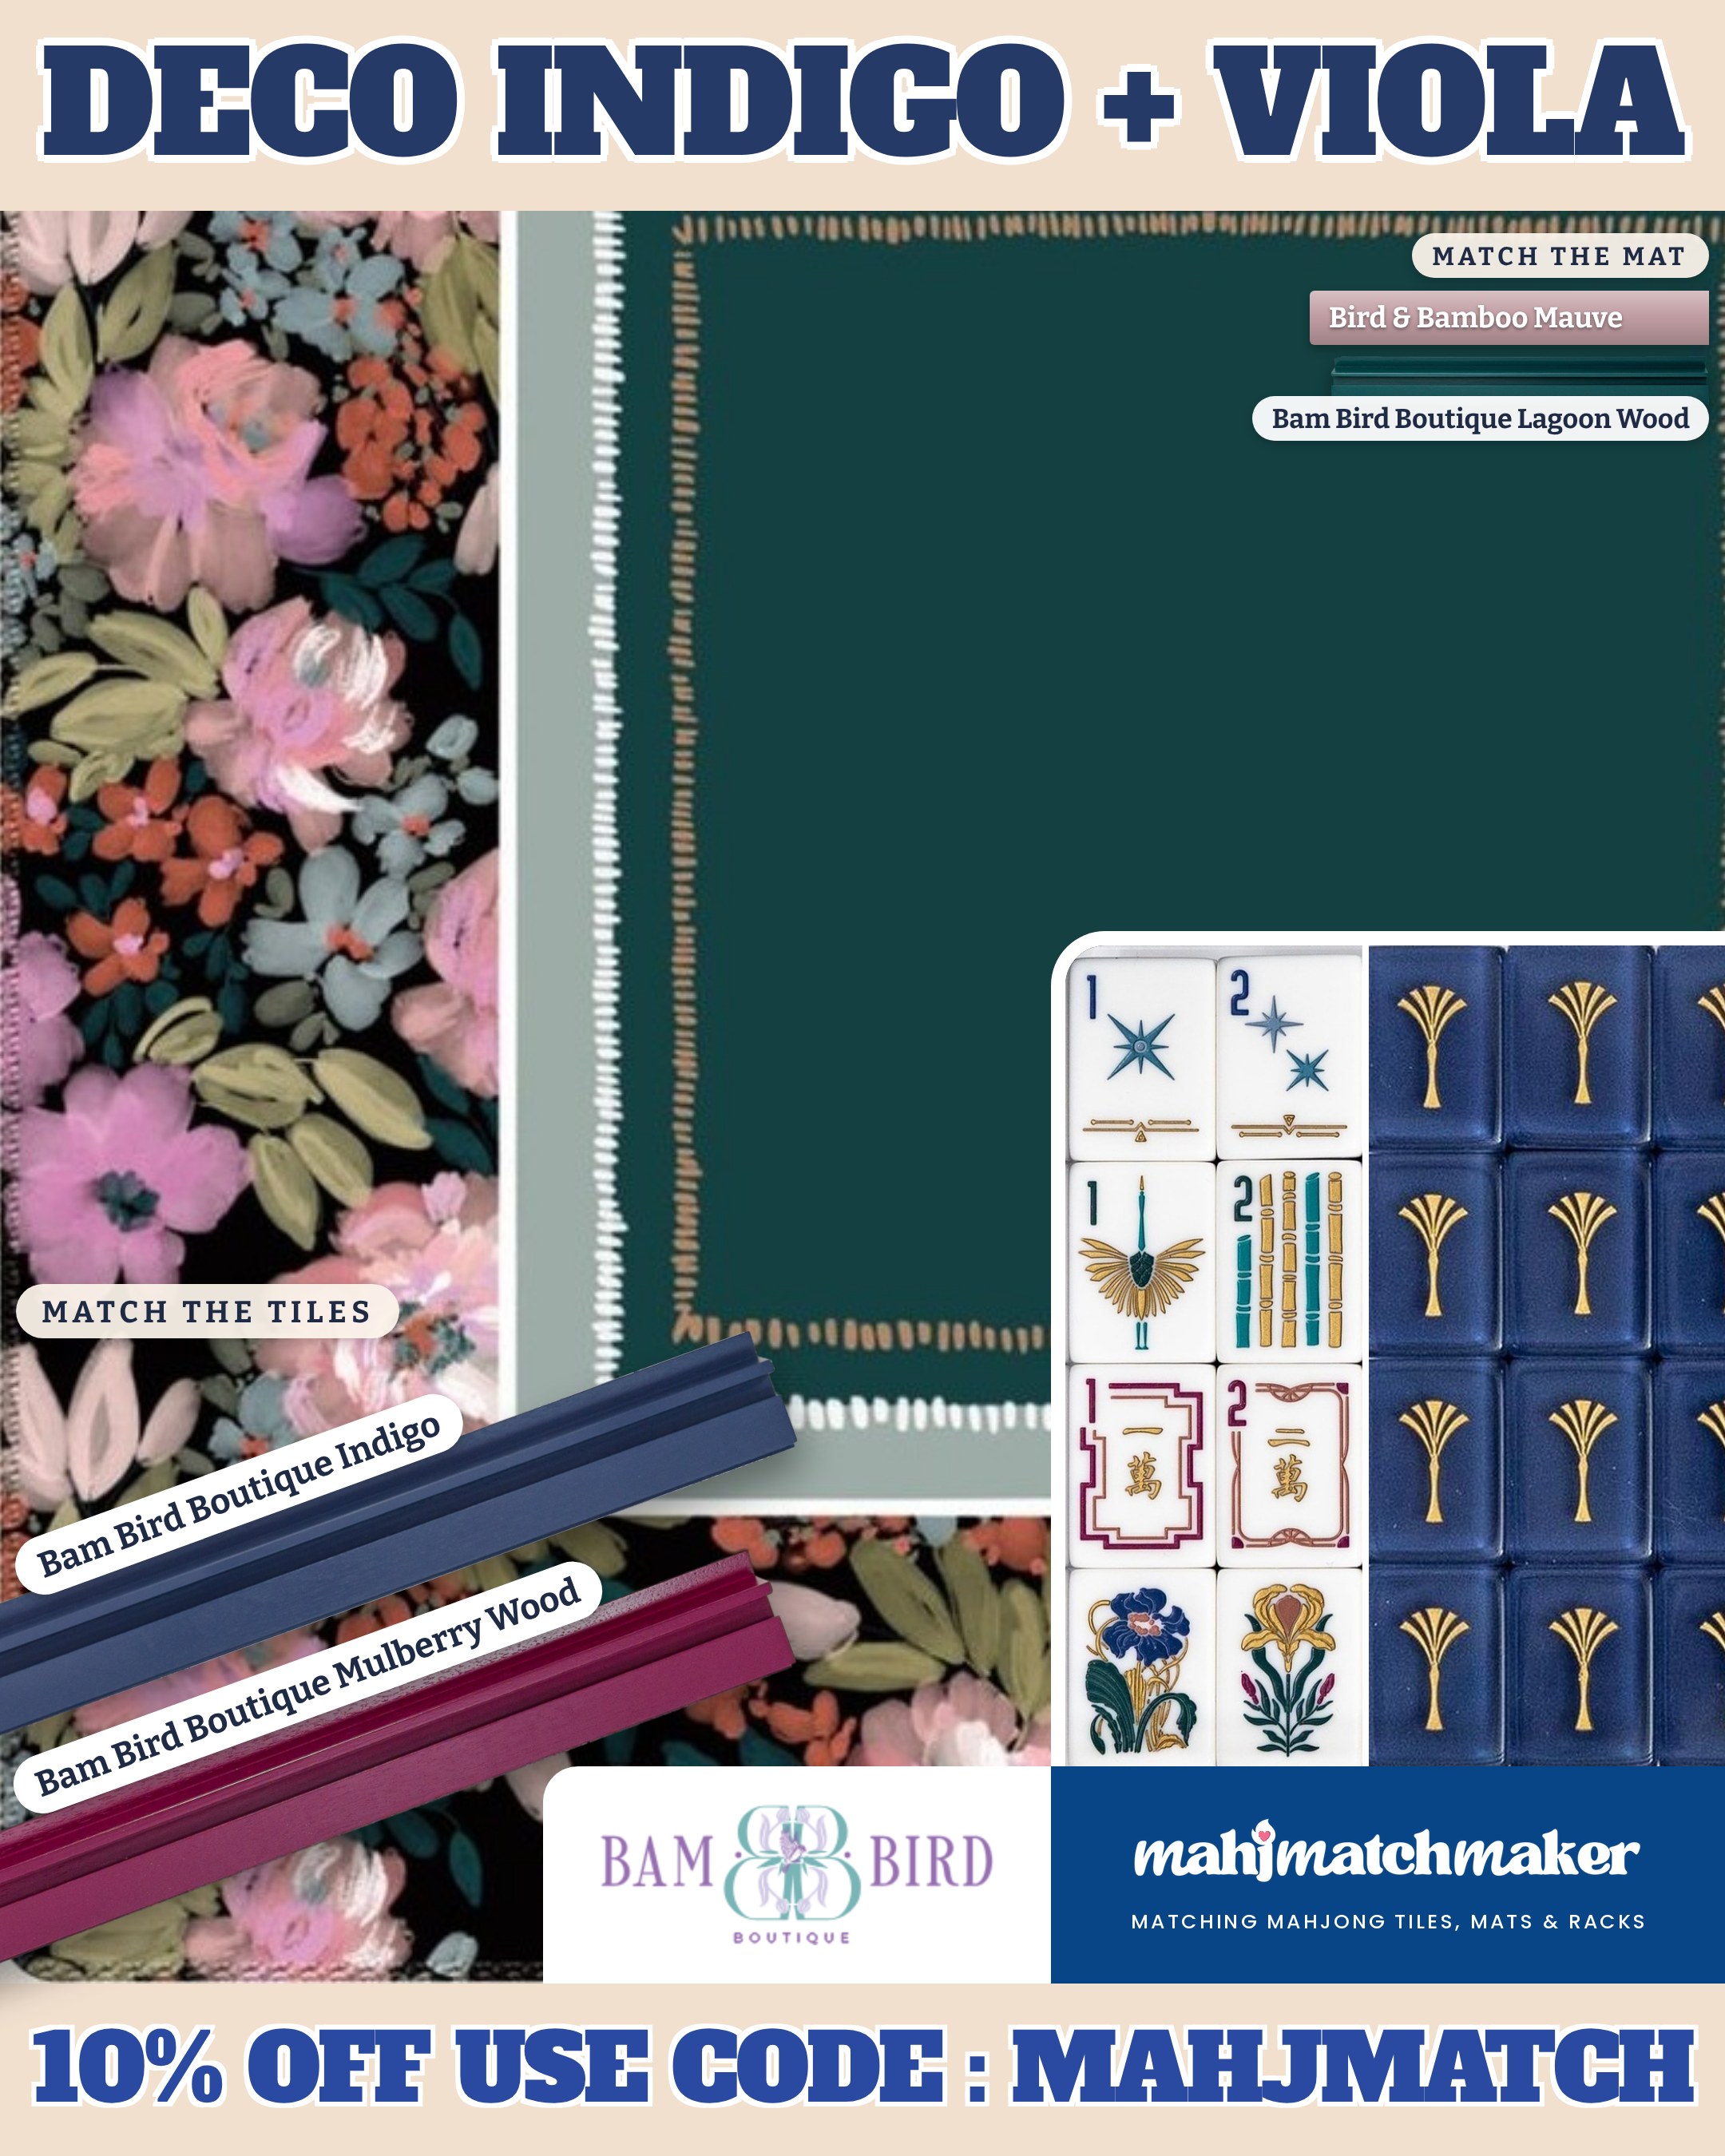 DECO INDIGO + VIOLA
MATCH THE MAT
Bird & Bamboo Mauve
Bam Bird Boutique Lagoon Wood
1
2
1
2
1
2
一
二
萬
萬
MATCH THE TILES
Bam Bird Boutique Indigo
Bam Bird Boutique Mulberry Wood
BAM BIRD
BOUTIQUE
mahjmatchmaker
MATCHING MAHJONG TILES, MATS & RACKS
10% OFF USE CODE : MAHJMATCH